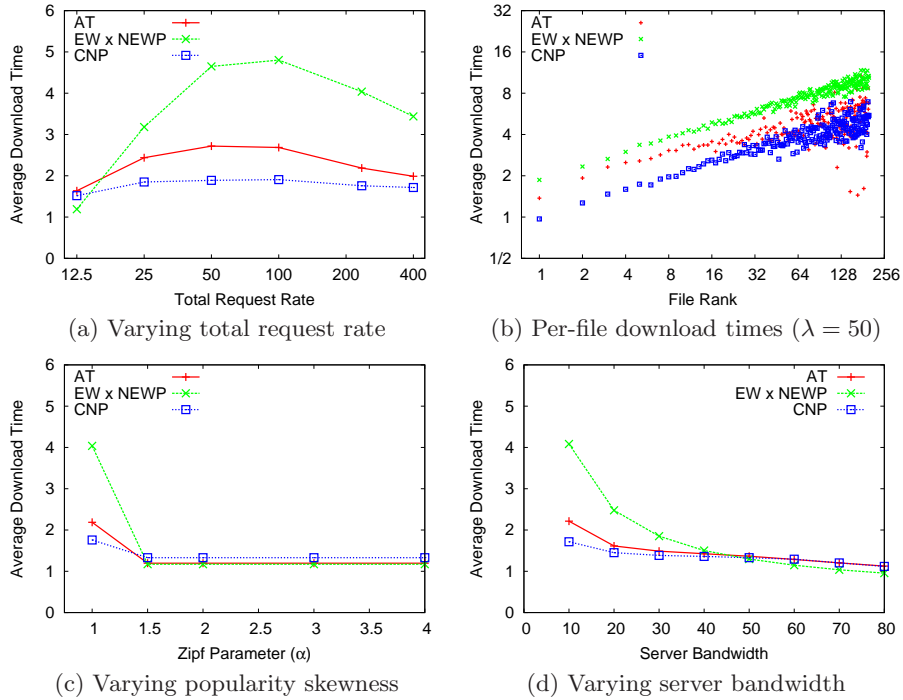 6
5
4
3
2
1
0
12.5 25 50 100 200 400
Average Download Time
Total Request Rate
AT
EW x NEWP
CNP
(a) Varying total request rate
32
16
8
4
2
1
1/2
1 2 4 8 16 32 64 128 256
Average Download Time
File Rank
AT
EW x NEWP
CNP
(b) Per-file download times (λ = 50)
6
5
4
3
2
1
0
1 1.5 2 3 4
Average Download Time
Zipf Parameter (α)
AT
EW x NEWP
CNP
(c) Varying popularity skewness
6
5
4
3
2
1
0
0 10 20 30 40 50 60 70 80
Average Download Time
Server Bandwidth
AT
EW x NEWP
CNP
(d) Varying server bandwidth